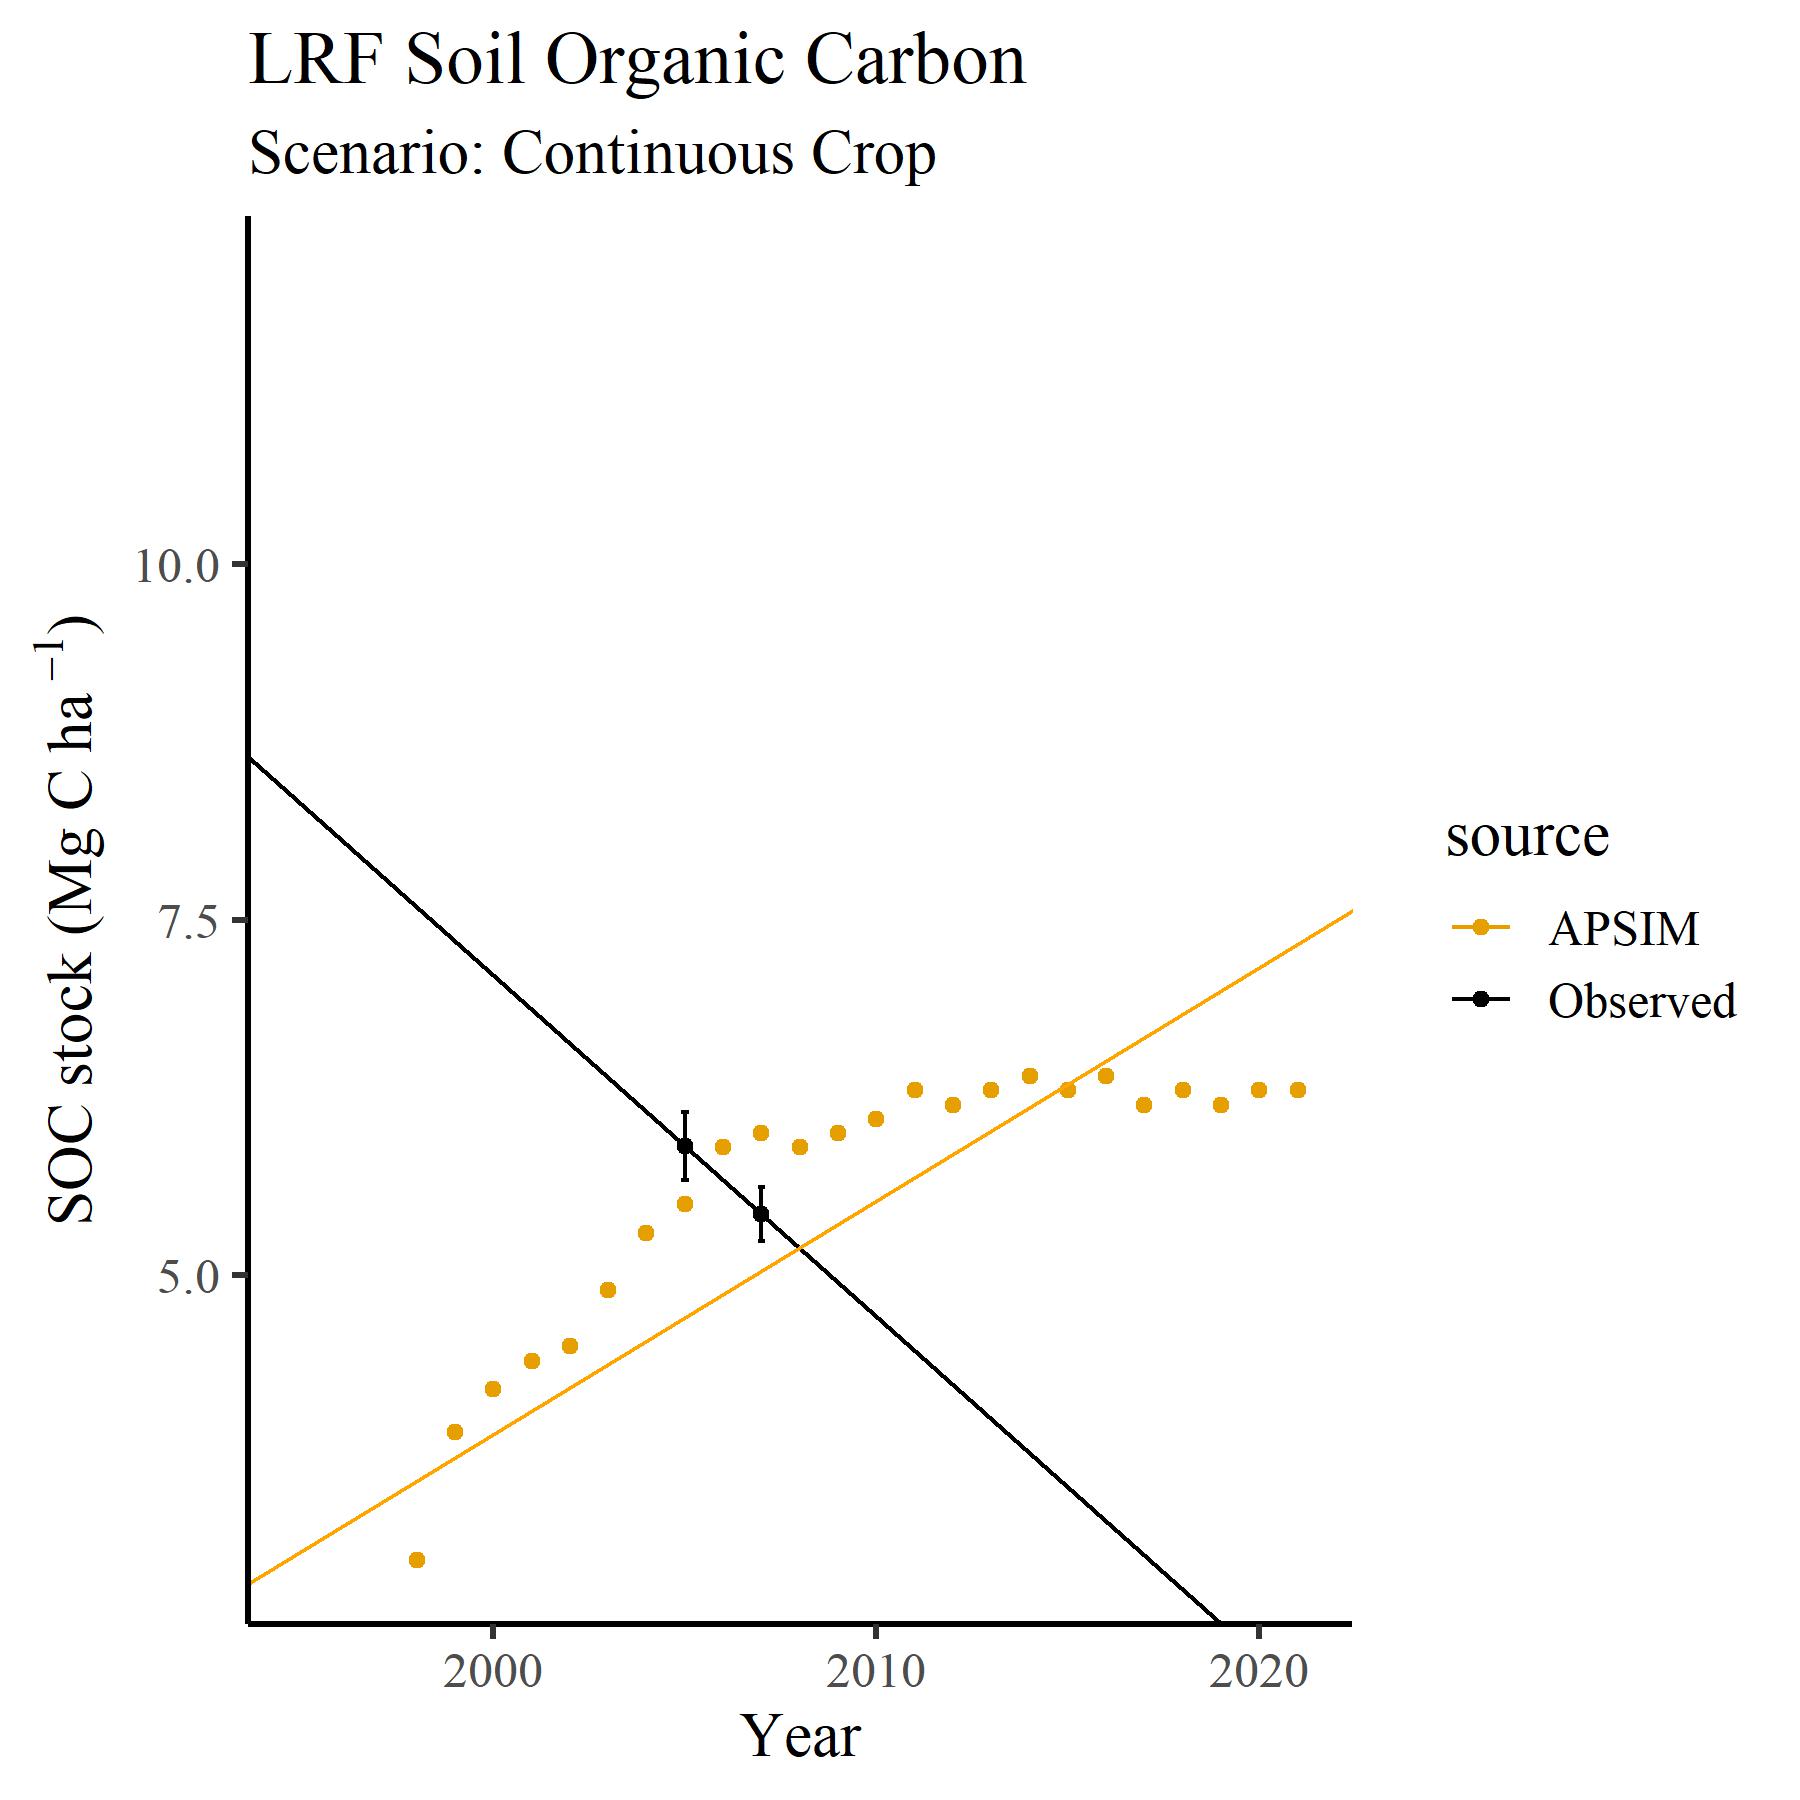 LRF Soil Organic Carbon
Scenario: Continuous Crop
SOC stock (Mg C ha⁻¹)
10.0
7.5
5.0
2000 2010 2020
Year
source
APSIM
Observed